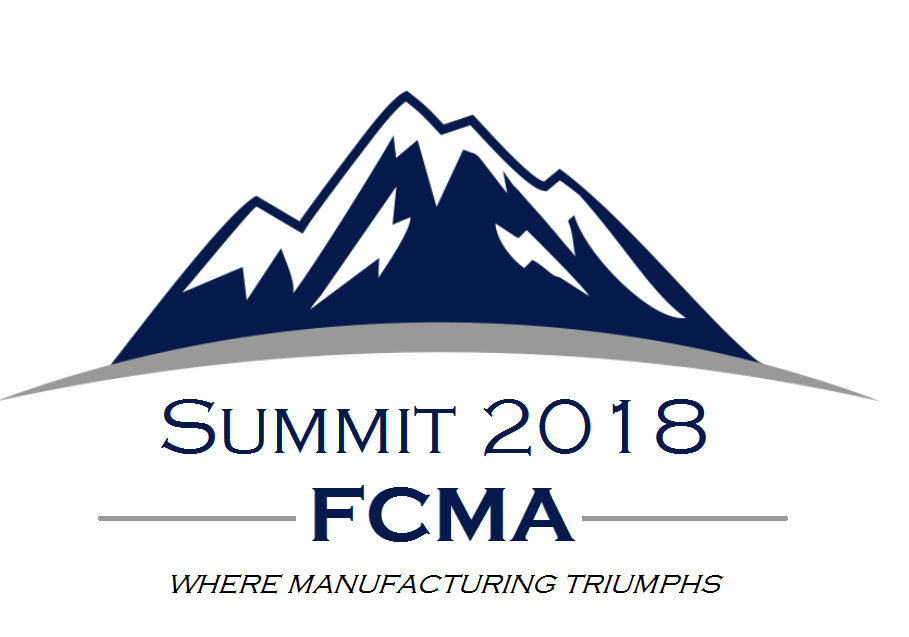 Summit 2018
FCMA
WHERE MANUFACTURING TRIUMPHS